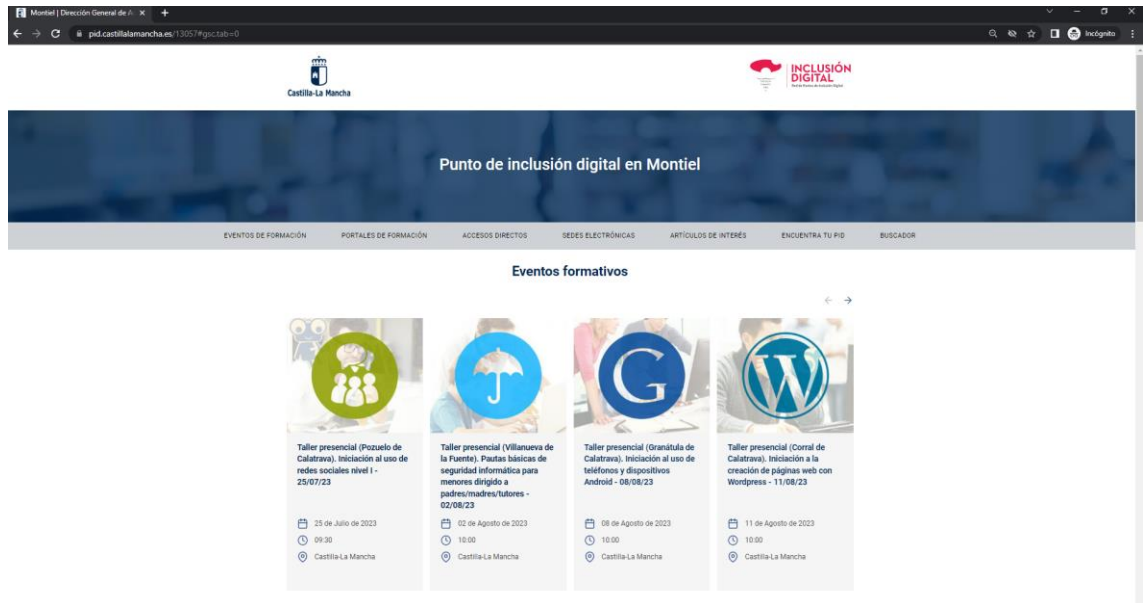 Montiel | Dirección General de A
pid.castillalamancha.es/13057#gsc.tab=0
Incógnito
Castilla-La Mancha
INCLUSIÓN
DIGITAL
Punto de inclusión digital en Montiel
EVENTOS DE FORMACIÓN PORTALES DE FORMACIÓN ACCESOS DIRECTOS SEDES ELECTRÓNICAS ARTÍCULOS DE INTERÉS ENCUENTRA TU PID BUSCADOR
Eventos formativos
G
W
Taller presencial (Pozuelo de
Calatrava). Iniciación al uso de
redes sociales nivel I -
25/07/23
25 de Julio de 2023
09:30
Castilla-La Mancha
Taller presencial (Villanueva de
la Fuente). Pautas básicas de
seguridad informática para
menores dirigido a
padres/madres/tutores -
02/08/23
02 de Agosto de 2023
10:00
Castilla-La Mancha
Taller presencial (Granátula de
Calatrava). Iniciación al uso de
teléfonos y dispositivos
Android - 08/08/23
08 de Agosto de 2023
10:00
Castilla-La Mancha
Taller presencial (Corral de
Calatrava). Iniciación a la
creación de páginas web con
Wordpress - 11/08/23
11 de Agosto de 2023
10:00
Castilla-La Mancha